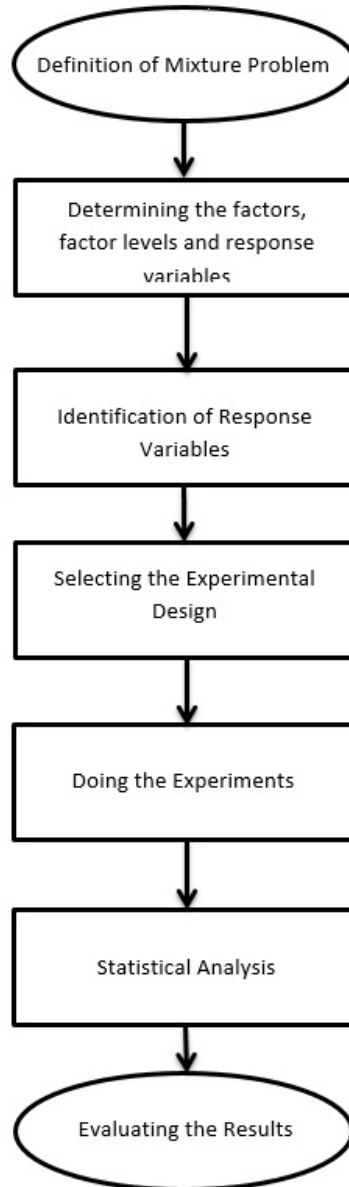 Definition of Mixture Problem
Determining the factors,
factor levels and response
variables
Identification of Response
Variables
Selecting the Experimental
Design
Doing the Experiments
Statistical Analysis
Evaluating the Results